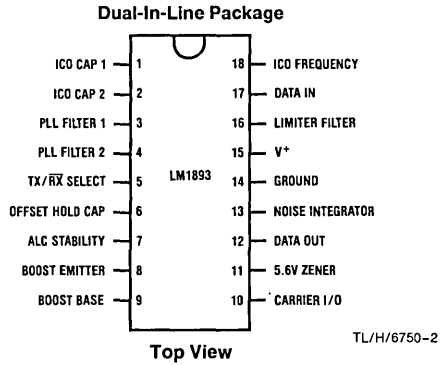 Dual-In-Line Package
ICO CAP 1 1 18 ICO FREQUENCY
ICO CAP 2 2 17 DATA IN
PLL FILTER 1 3 16 LIMITER FILTER
PLL FILTER 2 4 15 V+
TX/R̅X̅ SELECT 5 LM1893 14 GROUND
OFFSET HOLD CAP 6 13 NOISE INTEGRATOR
ALC STABILITY 7 12 DATA OUT
BOOST EMITTER 8 11 5.6V ZENER
BOOST BASE 9 10 CARRIER I/O
TL/H/6750-2
Top View